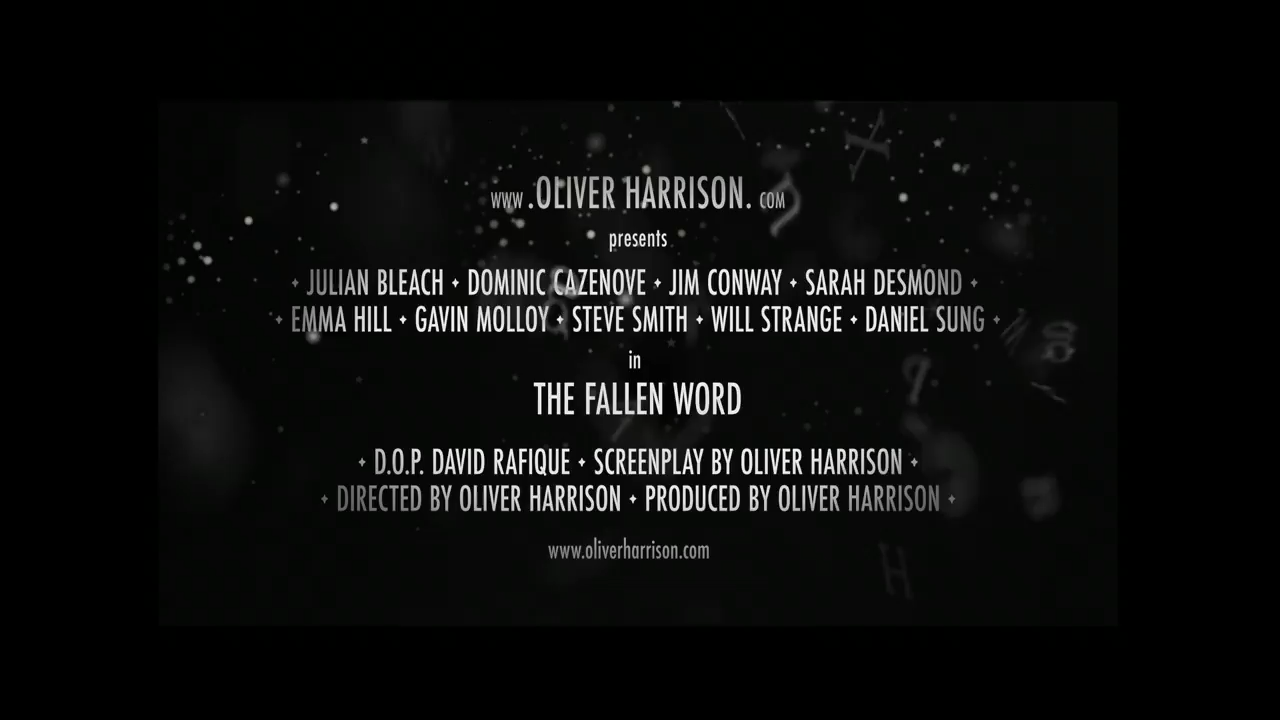 www.OLIVER HARRISON.COM
presents
✦ JULIAN BLEACH ✦ DOMINIC CAZENOVE ✦ JIM CONWAY ✦ SARAH DESMOND ✦
✦ EMMA HILL ✦ GAVIN MOLLOY ✦ STEVE SMITH ✦ WILL STRANGE ✦ DANIEL SUNG ✦
in
THE FALLEN WORD
✦ D.O.P. DAVID RAFIQUE ✦ SCREENPLAY BY OLIVER HARRISON ✦
✦ DIRECTED BY OLIVER HARRISON ✦ PRODUCED BY OLIVER HARRISON ✦
www.oliverharrison.com